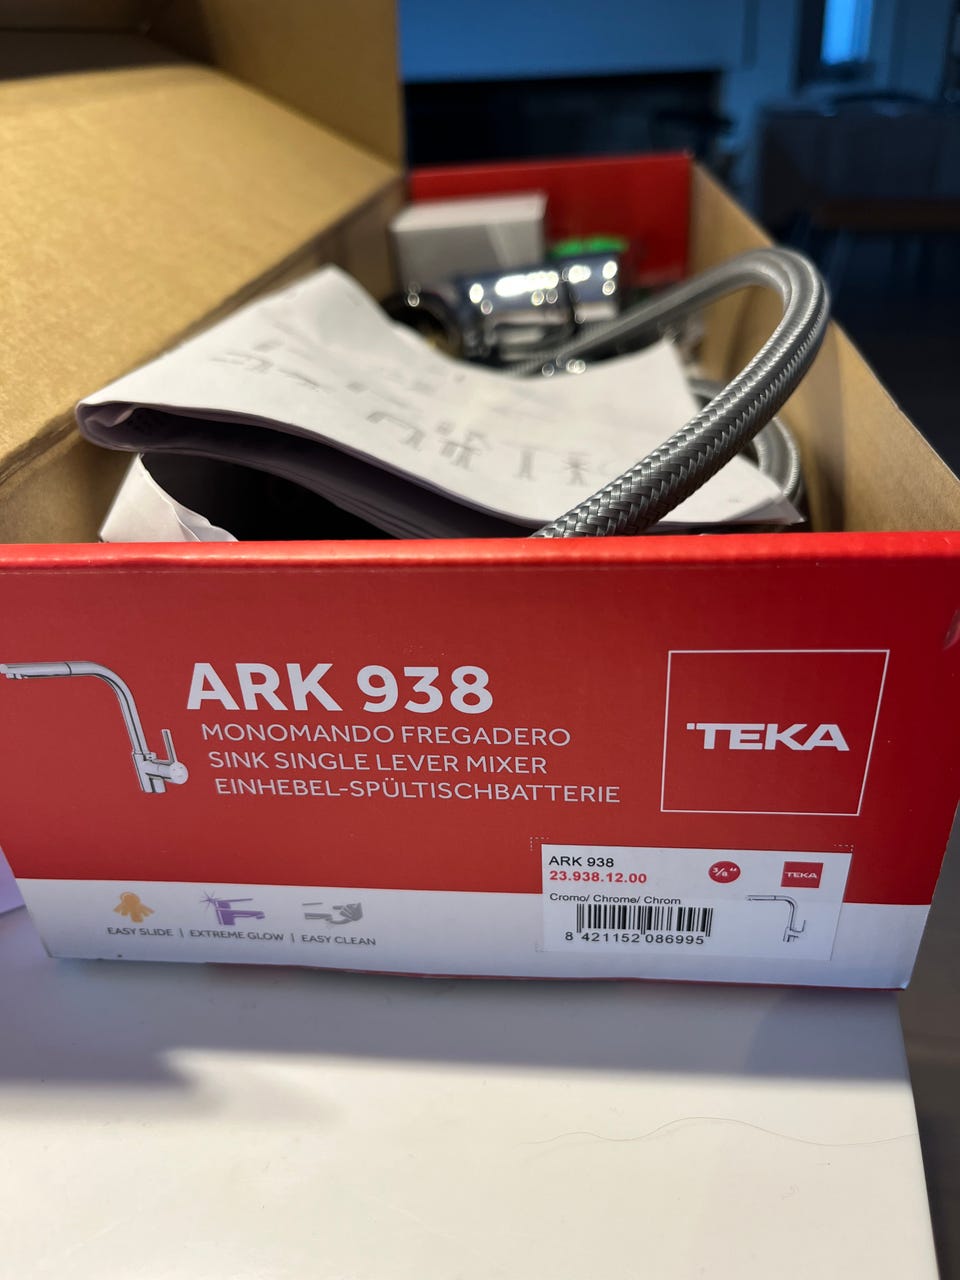 ARK 938
MONOMANDO FREGADERO
SINK SINGLE LEVER MIXER
EINHEBEL-SPÜLTISCHBATTERIE
TEKA
ARK 938
23.938.12.00
3/8"
TEKA
Cromo/ Chrome/ Chrom
8 421152 086995
EASY SLIDE | EXTREME GLOW | EASY CLEAN